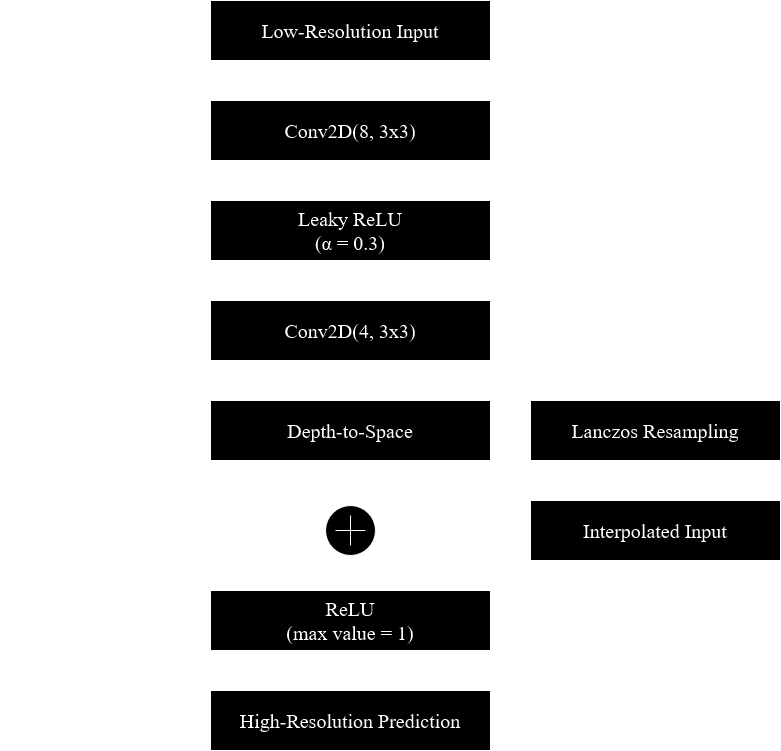 Low-Resolution Input
Conv2D(8, 3x3)
Leaky ReLU
(α = 0.3)
Conv2D(4, 3x3)
Depth-to-Space
Lanczos Resampling
Interpolated Input
ReLU
(max value = 1)
High-Resolution Prediction